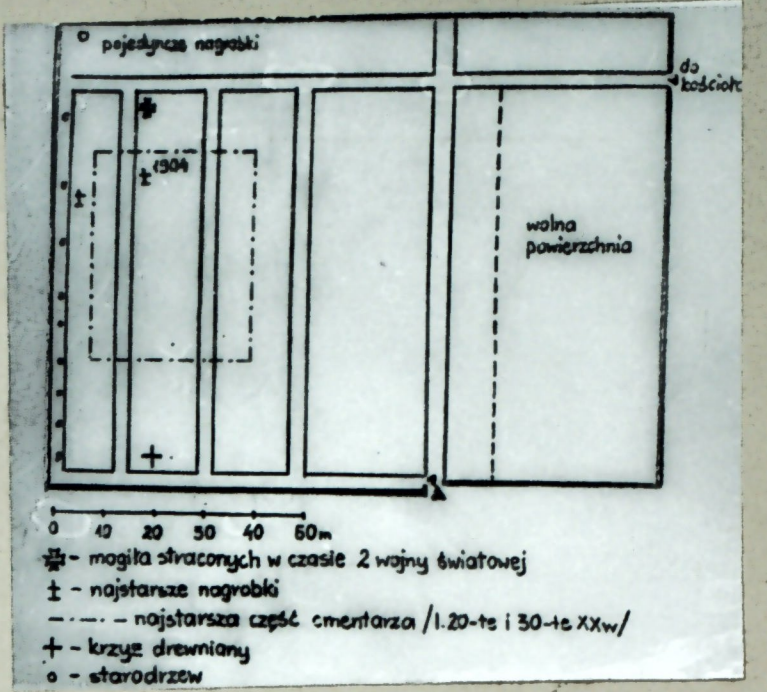 pojedyncze nagrobki
do
kościoła
1904
wolna
powierzchnia
0 10 20 30 40 50m
- mogiła straconych w czasie 2 wojny światowej
- najstarsze nagrobki
- najstarsza część cmentarza /l.20-te i 30-te XXw/
- krzyż drewniany
- starodrzew